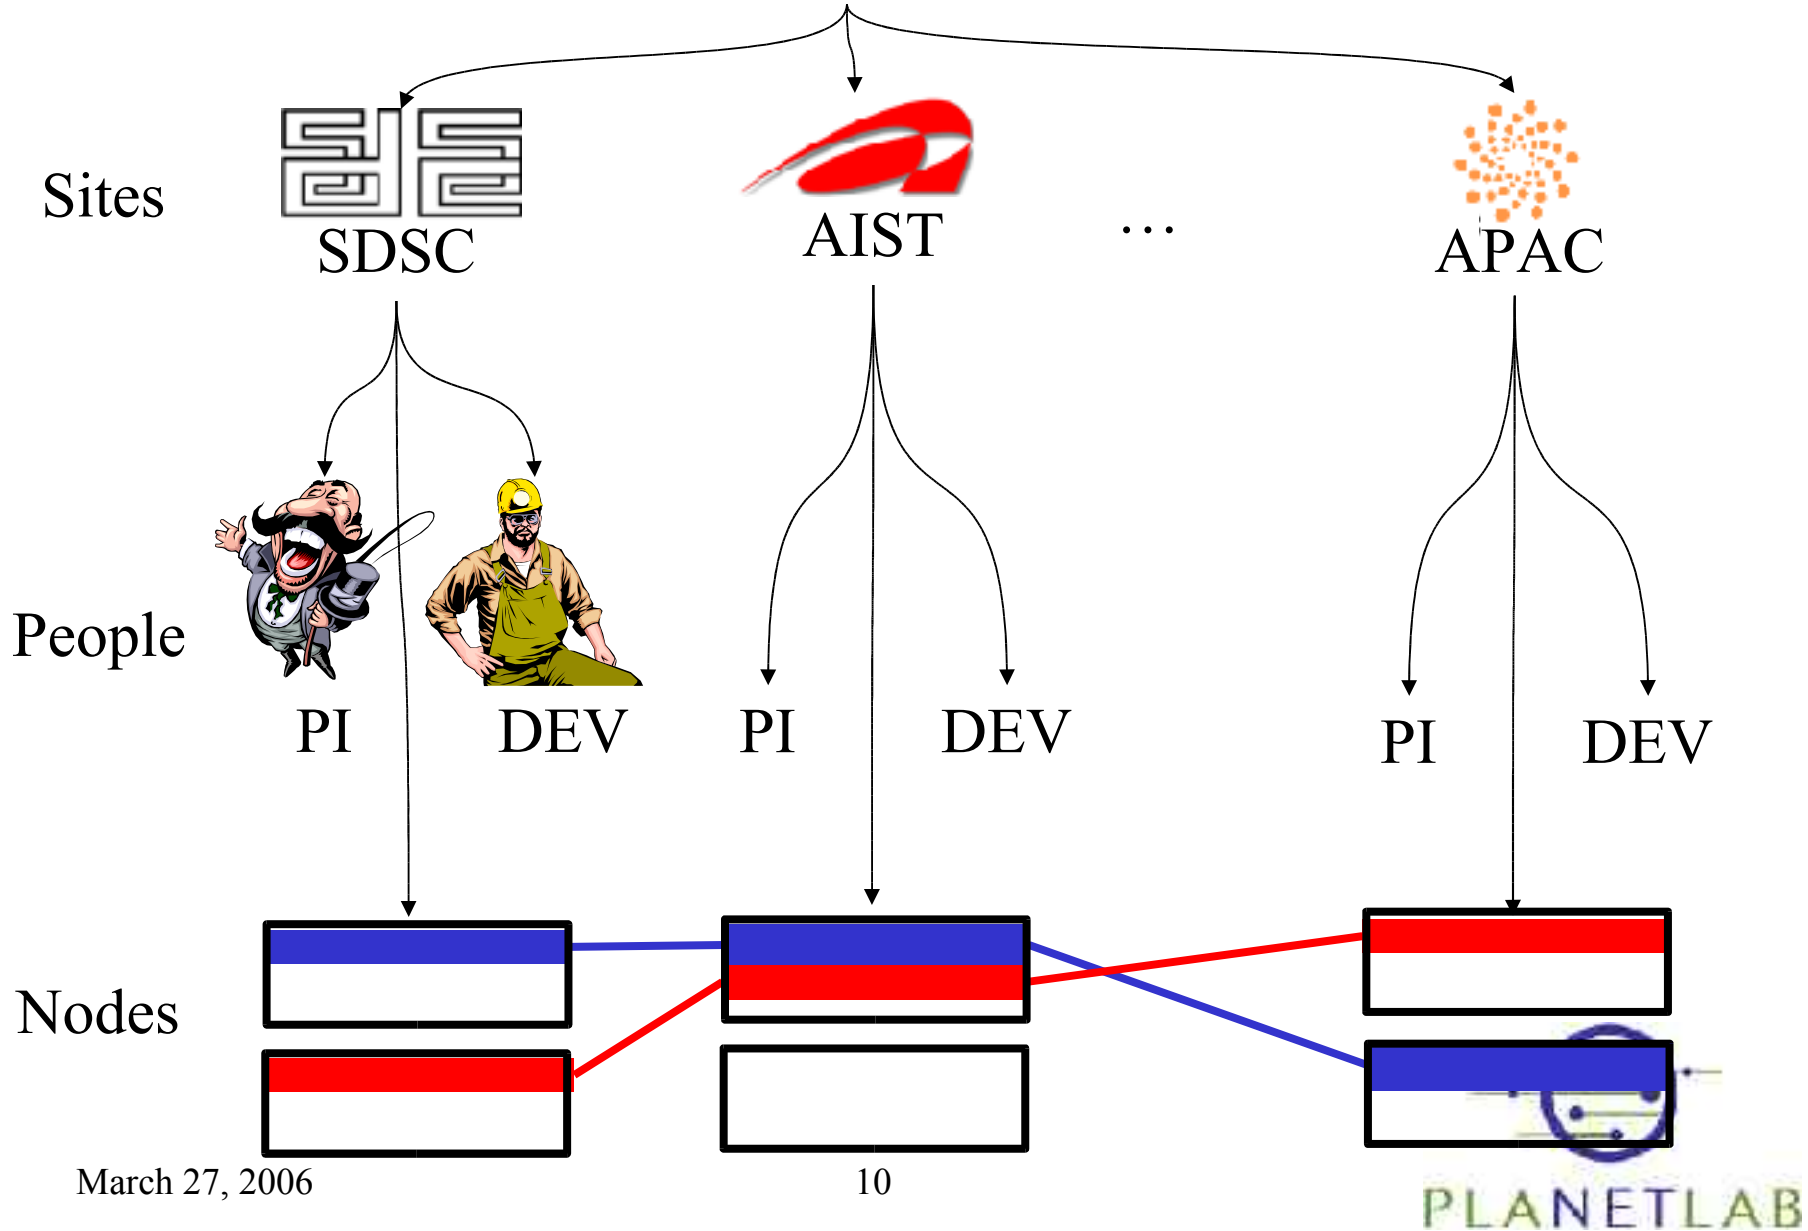 Sites
SDSC
AIST
...
APAC
People
PI
DEV
PI
DEV
PI
DEV
Nodes
March 27, 2006
10
PLANETLAB